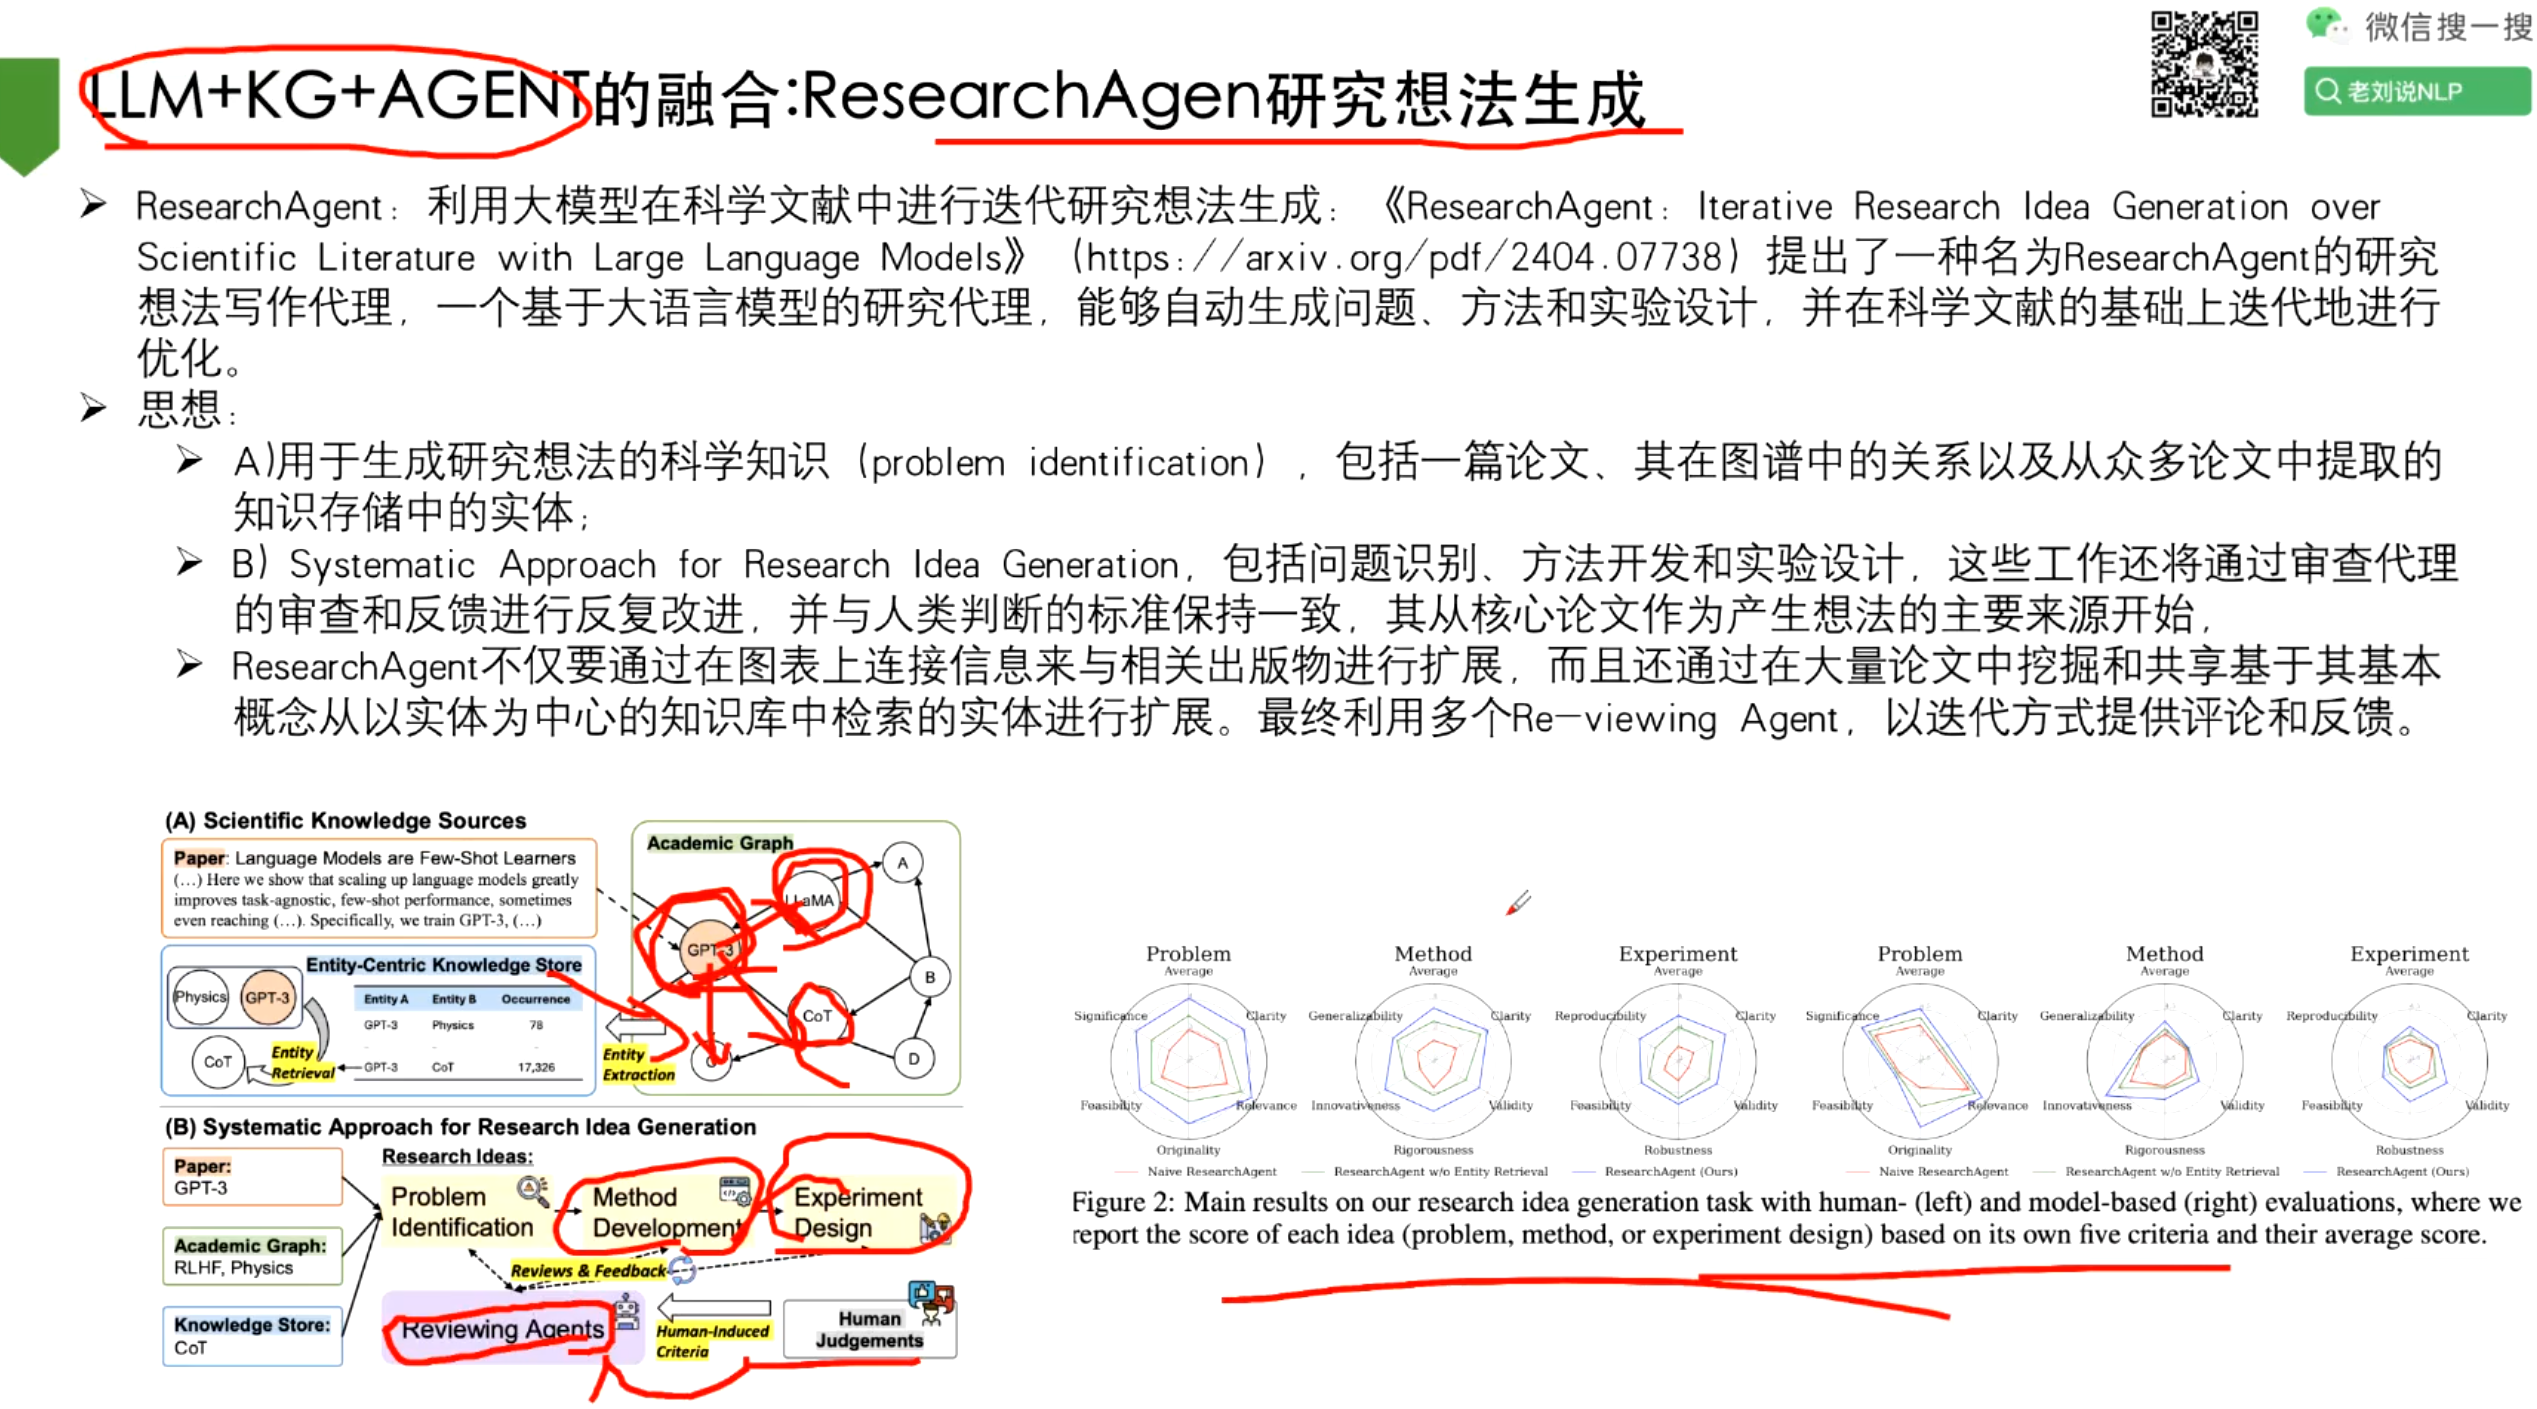 微信搜一搜
老刘说NLP
LLM+KG+AGENT的融合:ResearchAgen研究想法生成
ResearchAgent：利用大模型在科学文献中进行迭代研究想法生成：《ResearchAgent: Iterative Research Idea Generation over
Scientific Literature with Large Language Models》（https://arxiv.org/pdf/2404.07738）提出了一种名为ResearchAgent的研究
想法写作代理，一个基于大语言模型的研究代理，能够自动生成问题、方法和实验设计，并在科学文献的基础上迭代地进行
优化。
思想：
A)用于生成研究想法的科学知识（problem identification），包括一篇论文、其在图谱中的关系以及从众多论文中提取的
知识存储中的实体；
B) Systematic Approach for Research Idea Generation，包括问题识别、方法开发和实验设计，这些工作还将通过审查代理
的审查和反馈进行反复改进，并与人类判断的标准保持一致，其从核心论文作为产生想法的主要来源开始，
ResearchAgent不仅要通过在图表上连接信息来与相关出版物进行扩展，而且还通过在大量论文中挖掘和共享基于其基本
概念从以实体为中心的知识库中检索的实体进行扩展。最终利用多个Re-viewing Agent，以迭代方式提供评论和反馈。
(A) Scientific Knowledge Sources
Paper: Language Models are Few-Shot Learners
(…) Here we show that scaling up language models greatly
improves task-agnostic, few-shot performance, sometimes
even reaching (…). Specifically, we train GPT-3, (…)
Academic Graph
LLaMA
A
GPT-3
B
CoT
D
Entity-Centric Knowledge Store
Physics
GPT-3
Entity A Entity B Occurrence
GPT-3 Physics 78
GPT-3 CoT 17,326
CoT
Entity
Retrieval
Entity
Extraction
(B) Systematic Approach for Research Idea Generation
Paper:
GPT-3
Academic Graph:
RLHF, Physics
Knowledge Store:
CoT
Research Ideas:
Problem
Identification
Method
Development
Experiment
Design
Reviews & Feedback
Reviewing Agents
Human-Induced
Criteria
Human
Judgements
Problem
Average
Significance
Clarity
Feasibility
Relevance
Originality
Method
Average
Generalizability
Clarity
Innovativeness
Validity
Rigorousness
Experiment
Average
Reproducibility
Clarity
Feasibility
Validity
Robustness
Naive ResearchAgent ResearchAgent w/o Entity Retrieval ResearchAgent (Ours)
Problem
Average
Significance
Clarity
Feasibility
Relevance
Originality
Method
Average
Generalizability
Clarity
Innovativeness
Validity
Rigorousness
Experiment
Average
Reproducibility
Clarity
Feasibility
Validity
Robustness
Naive ResearchAgent ResearchAgent w/o Entity Retrieval ResearchAgent (Ours)
Figure 2: Main results on our research idea generation task with human- (left) and model-based (right) evaluations, where we
report the score of each idea (problem, method, or experiment design) based on its own five criteria and their average score.